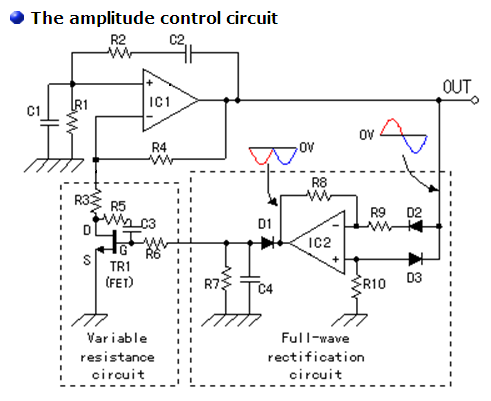 The amplitude control circuit
R2
C2
OUT
C1
R1
+
IC1
-
R4
0V
0V
R3
R5
C3
D
G
S
R6
TR1
(FET)
R8
D1
IC2
-
+
R9
D2
D3
R7
C4
R10
Variable
resistance
circuit
Full-wave
rectification
circuit